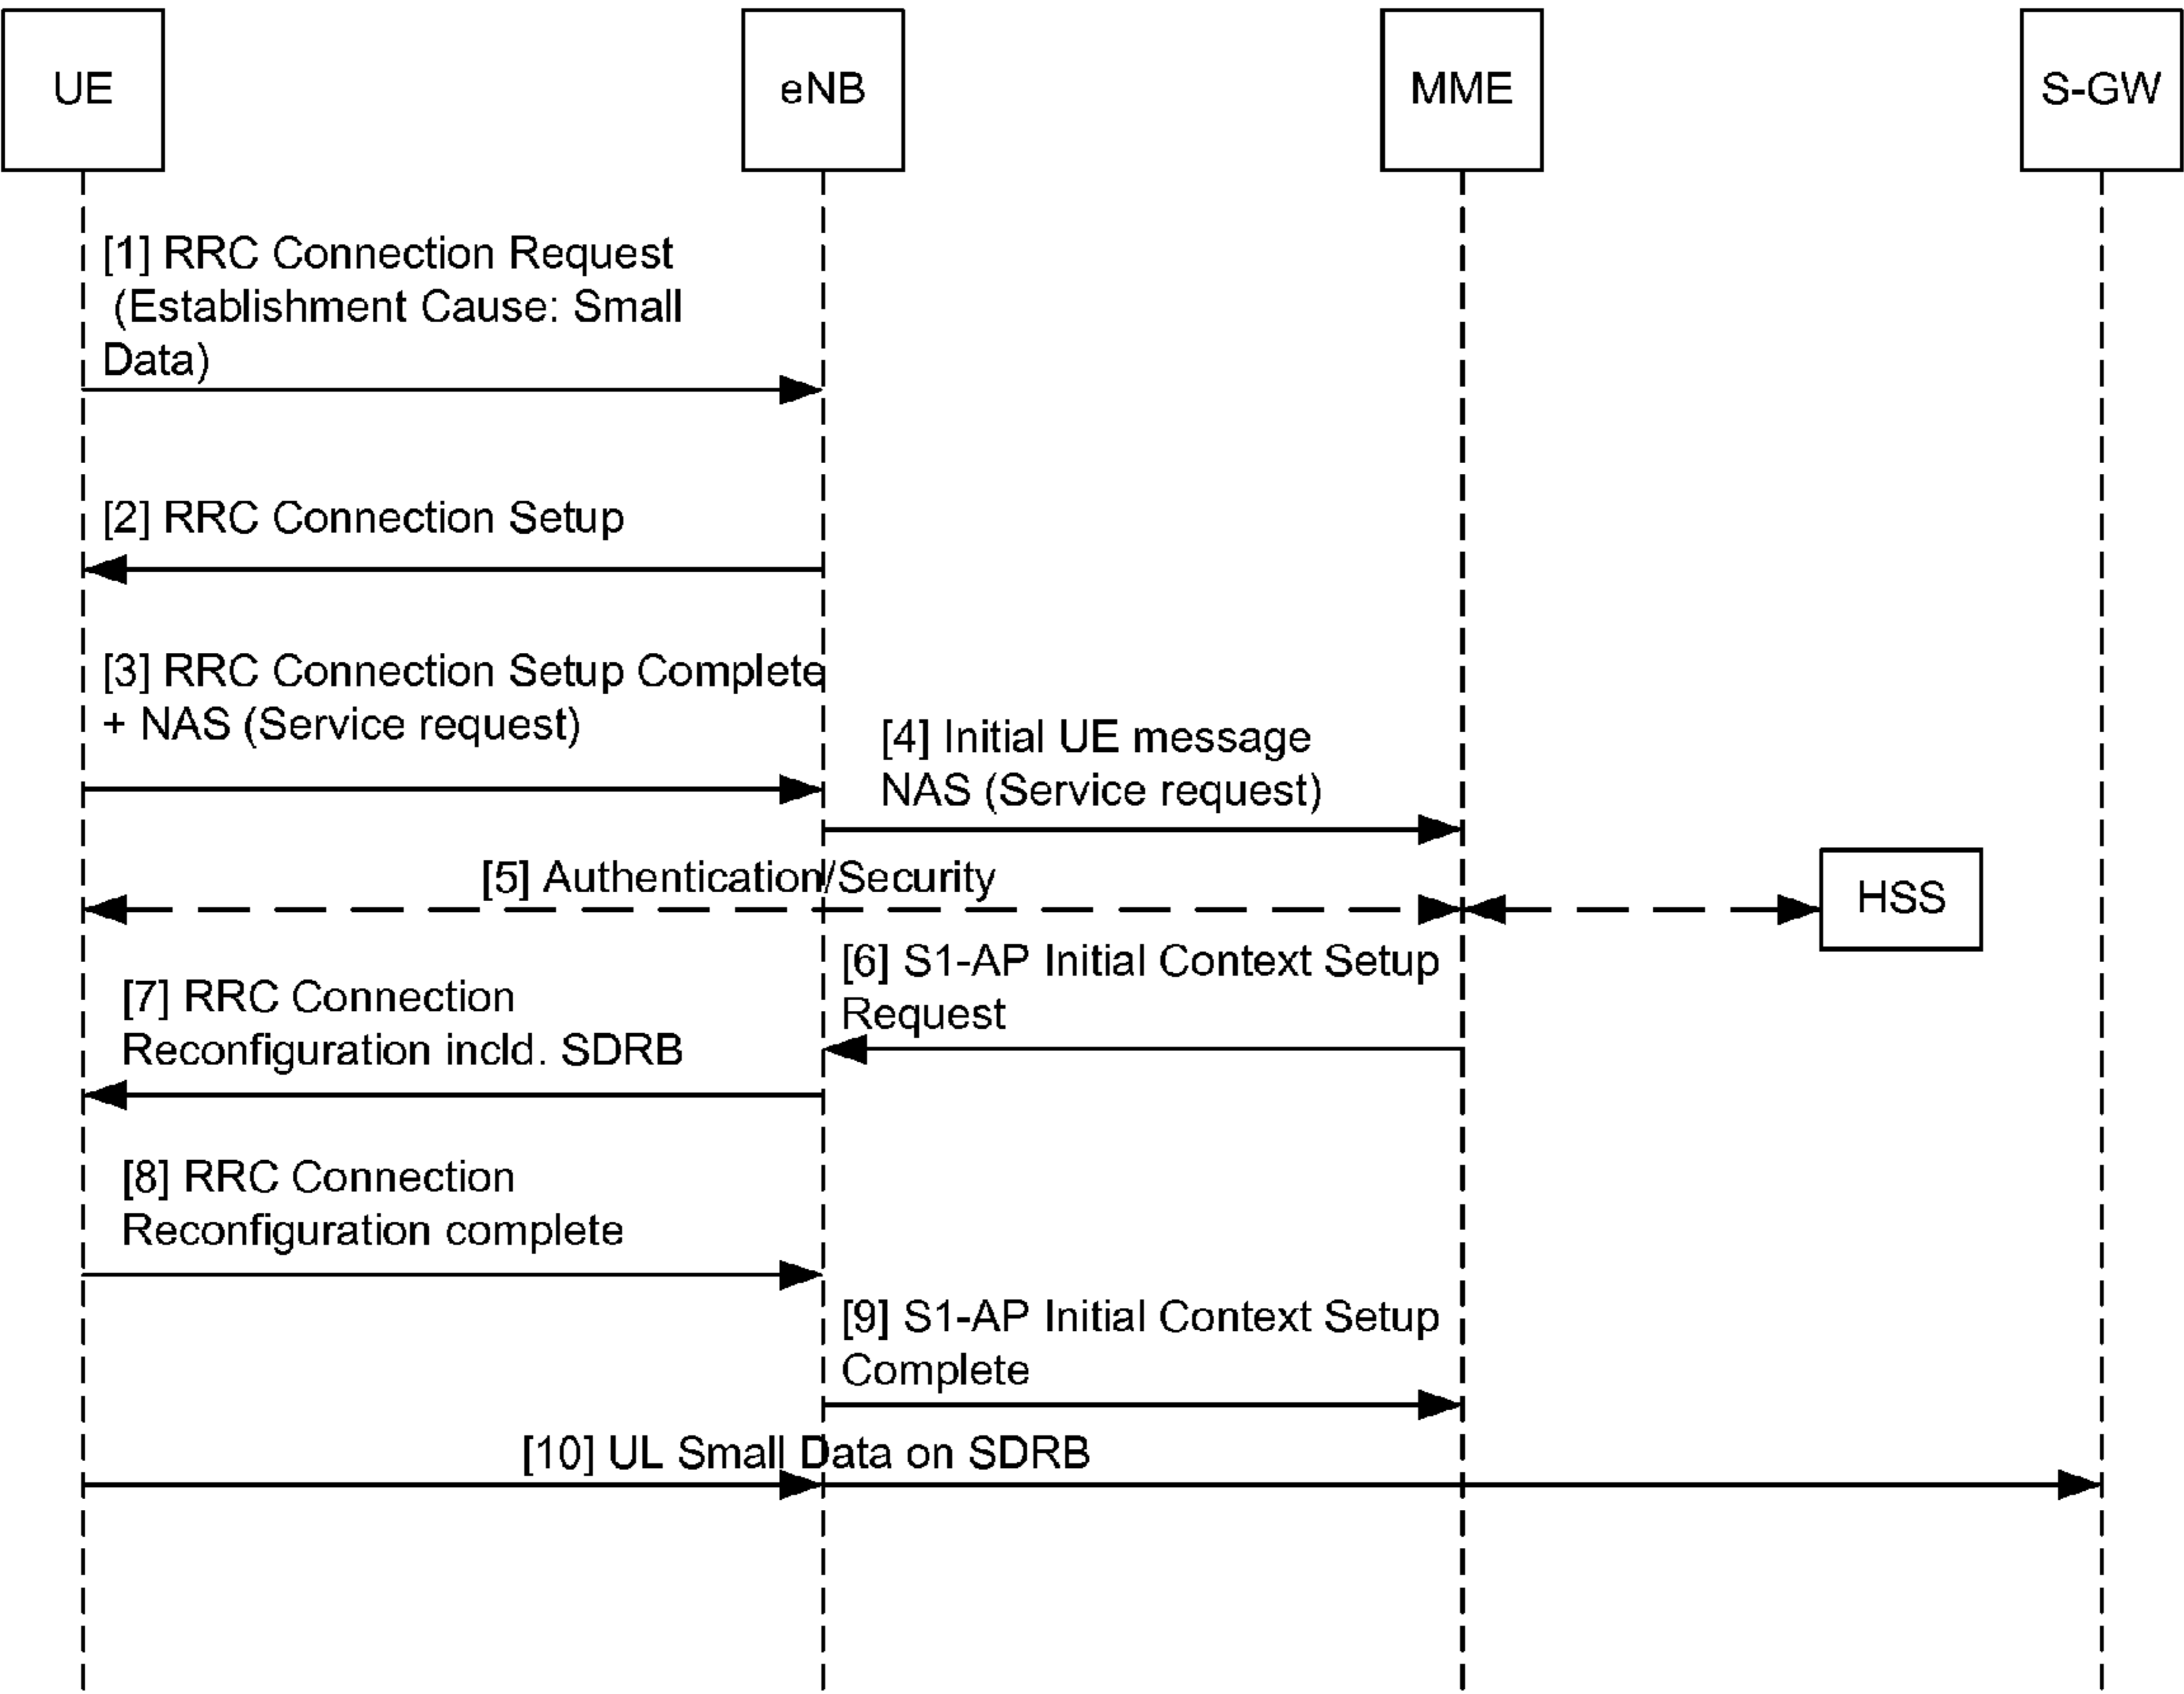 UE
eNB
MME
S-GW
[1] RRC Connection Request
(Establishment Cause: Small
Data)
[2] RRC Connection Setup
[3] RRC Connection Setup Complete
+ NAS (Service request)
[4] Initial UE message
NAS (Service request)
[5] Authentication/Security
HSS
[6] S1-AP Initial Context Setup
Request
[7] RRC Connection
Reconfiguration incld. SDRB
[8] RRC Connection
Reconfiguration complete
[9] S1-AP Initial Context Setup
Complete
[10] UL Small Data on SDRB